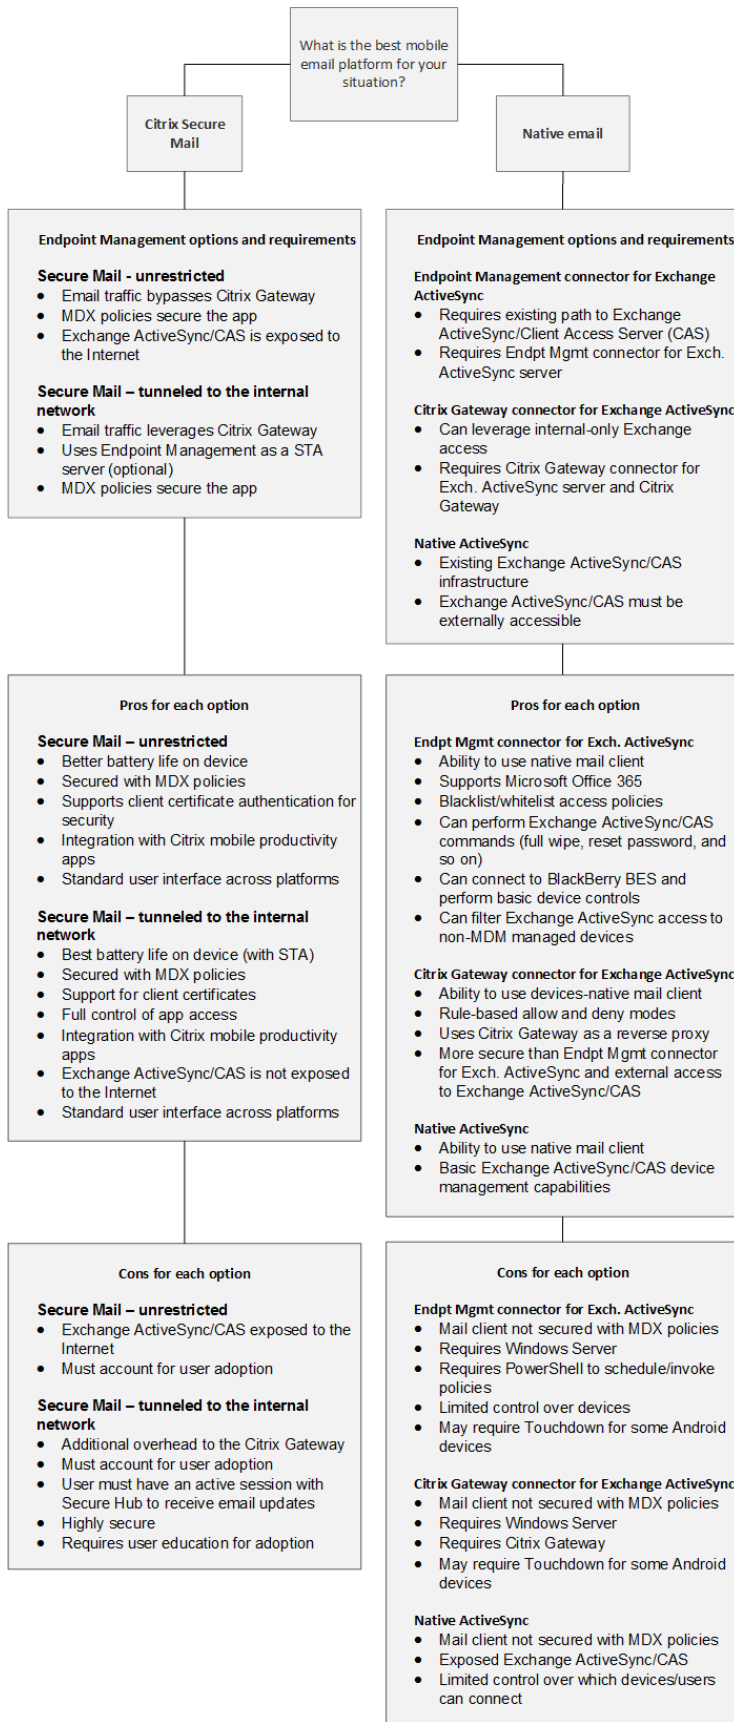 What is the best mobile
email platform for your
situation?
Citrix Secure
Mail
Native email
Endpoint Management options and requirements
Secure Mail - unrestricted
● Email traffic bypasses Citrix Gateway
● MDX policies secure the app
● Exchange ActiveSync/CAS is exposed to
the Internet
Secure Mail – tunneled to the internal
network
● Email traffic leverages Citrix Gateway
● Uses Endpoint Management as a STA
server (optional)
● MDX policies secure the app
Endpoint Management options and requirements
Endpoint Management connector for Exchange
ActiveSync
● Requires existing path to Exchange
ActiveSync/Client Access Server (CAS)
● Requires Endpt Mgmt connector for Exch.
ActiveSync server
Citrix Gateway connector for Exchange ActiveSync
● Can leverage internal-only Exchange
access
● Requires Citrix Gateway connector for
Exch. ActiveSync server and Citrix
Gateway
Native ActiveSync
● Existing Exchange ActiveSync/CAS
infrastructure
● Exchange ActiveSync/CAS must be
externally accessible
Pros for each option
Secure Mail – unrestricted
● Better battery life on device
● Secured with MDX policies
● Supports client certificate authentication for
security
● Integration with Citrix mobile productivity
apps
● Standard user interface across platforms
Secure Mail – tunneled to the internal
network
● Best battery life on device (with STA)
● Secured with MDX policies
● Support for client certificates
● Full control of app access
● Integration with Citrix mobile productivity
apps
● Exchange ActiveSync/CAS is not exposed
to the Internet
● Standard user interface across platforms
Pros for each option
Endpt Mgmt connector for Exch. ActiveSync
● Ability to use native mail client
● Supports Microsoft Office 365
● Blacklist/whitelist access policies
● Can perform Exchange ActiveSync/CAS
commands (full wipe, reset password, and
so on)
● Can connect to BlackBerry BES and
perform basic device controls
● Can filter Exchange ActiveSync access to
non-MDM managed devices
Citrix Gateway connector for Exchange ActiveSync
● Ability to use devices-native mail client
● Rule-based allow and deny modes
● Uses Citrix Gateway as a reverse proxy
● More secure than Endpt Mgmt connector
for Exch. ActiveSync and external access
to Exchange ActiveSync/CAS
Native ActiveSync
● Ability to use native mail client
● Basic Exchange ActiveSync/CAS device
management capabilities
Cons for each option
Secure Mail – unrestricted
● Exchange ActiveSync/CAS exposed to the
Internet
● Must account for user adoption
Secure Mail – tunneled to the internal
network
● Additional overhead to the Citrix Gateway
● Must account for user adoption
● User must have an active session with
Secure Hub to receive email updates
● Highly secure
● Requires user education for adoption
Cons for each option
Endpt Mgmt connector for Exch. ActiveSync
● Mail client not secured with MDX policies
● Requires Windows Server
● Requires PowerShell to schedule/invoke
policies
● Limited control over devices
● May require Touchdown for some Android
devices
Citrix Gateway connector for Exchange ActiveSync
● Mail client not secured with MDX policies
● Requires Windows Server
● Requires Citrix Gateway
● May require Touchdown for some Android
devices
Native ActiveSync
● Mail client not secured with MDX policies
● Exposed Exchange ActiveSync/CAS
● Limited control over which devices/users
can connect